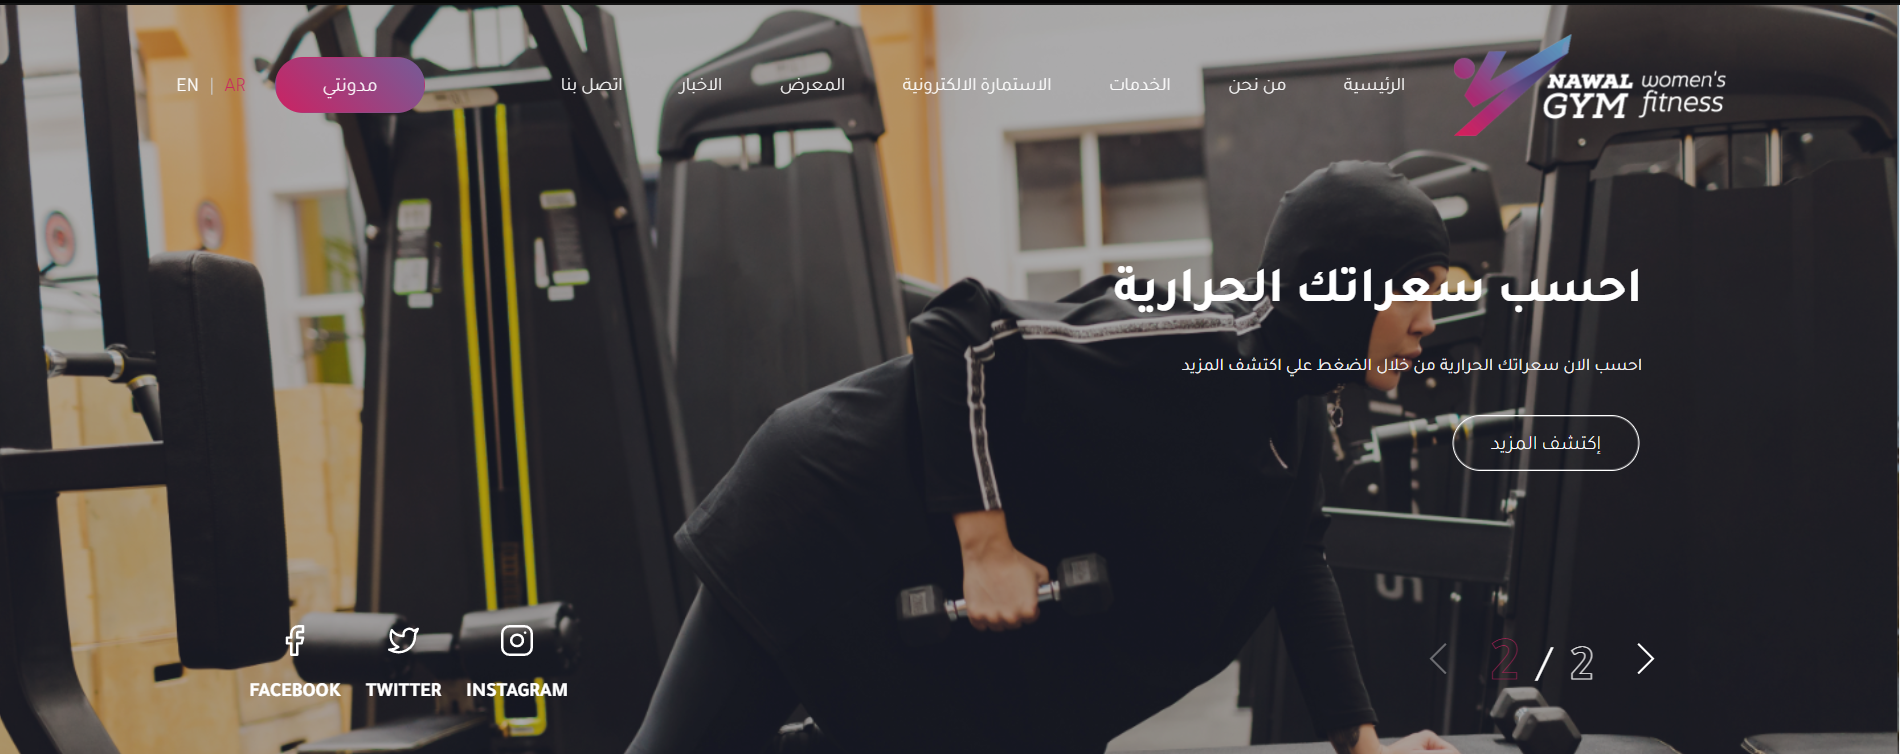 NAWAL women's
GYM fitness
الرئيسية
من نحن
الخدمات
الاستمارة الالكترونية
المعرض
الاخبار
اتصل بنا
مدونتي
EN | AR
احسب سعراتك الحرارية
احسب الان سعراتك الحرارية من خلال الضغط علي اكتشف المزيد
إكتشف المزيد
2 / 2
FACEBOOK TWITTER INSTAGRAM